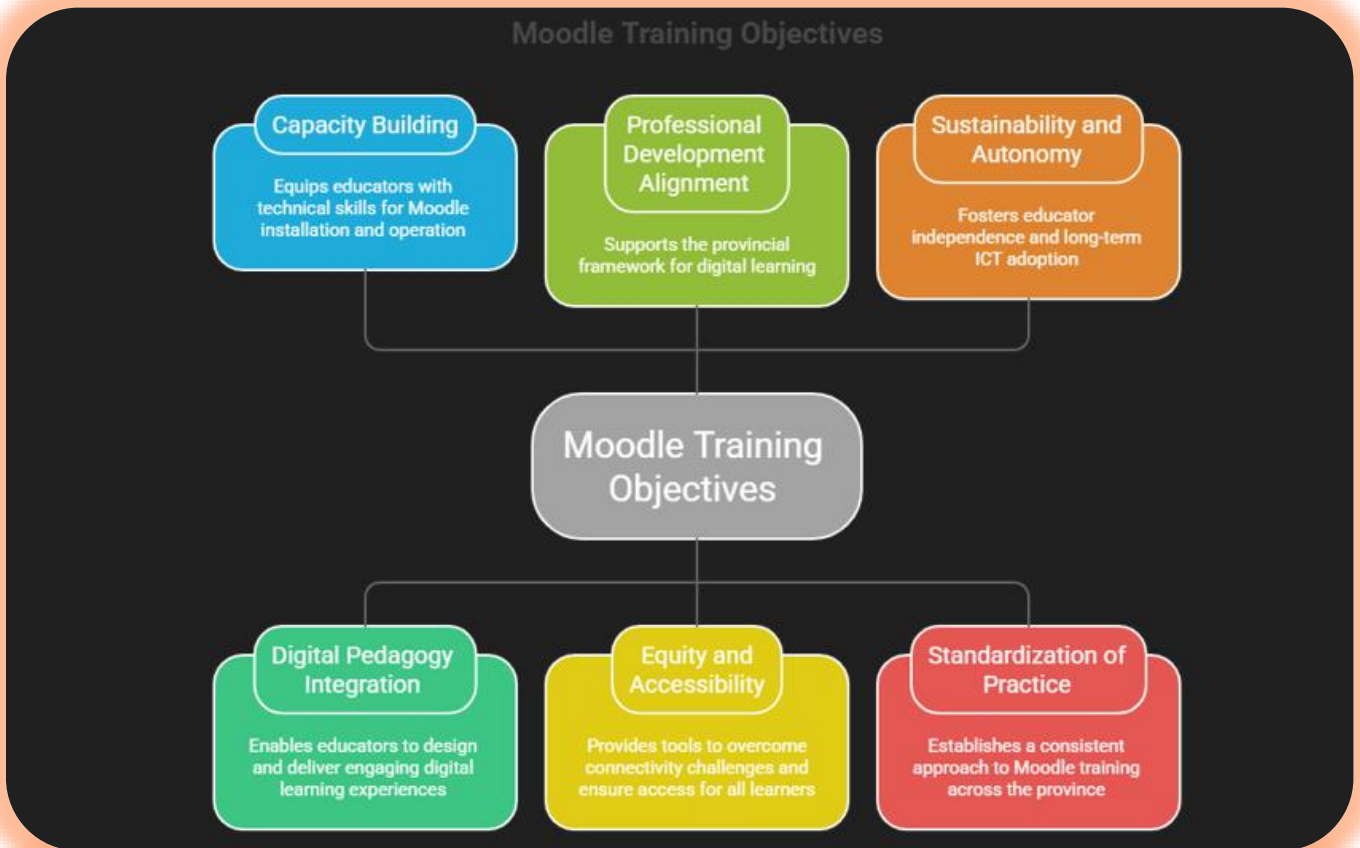 Moodle Training Objectives
Capacity Building
Equips educators with
technical skills for Moodle
installation and operation
Professional
Development
Alignment
Supports the provincial
framework for digital learning
Sustainability and
Autonomy
Fosters educator
independence and long-term
ICT adoption
Moodle Training
Objectives
Digital Pedagogy
Integration
Enables educators to design
and deliver engaging digital
learning experiences
Equity and
Accessibility
Provides tools to overcome
connectivity challenges and
ensure access for all learners
Standardization of
Practice
Establishes a consistent
approach to Moodle training
across the province